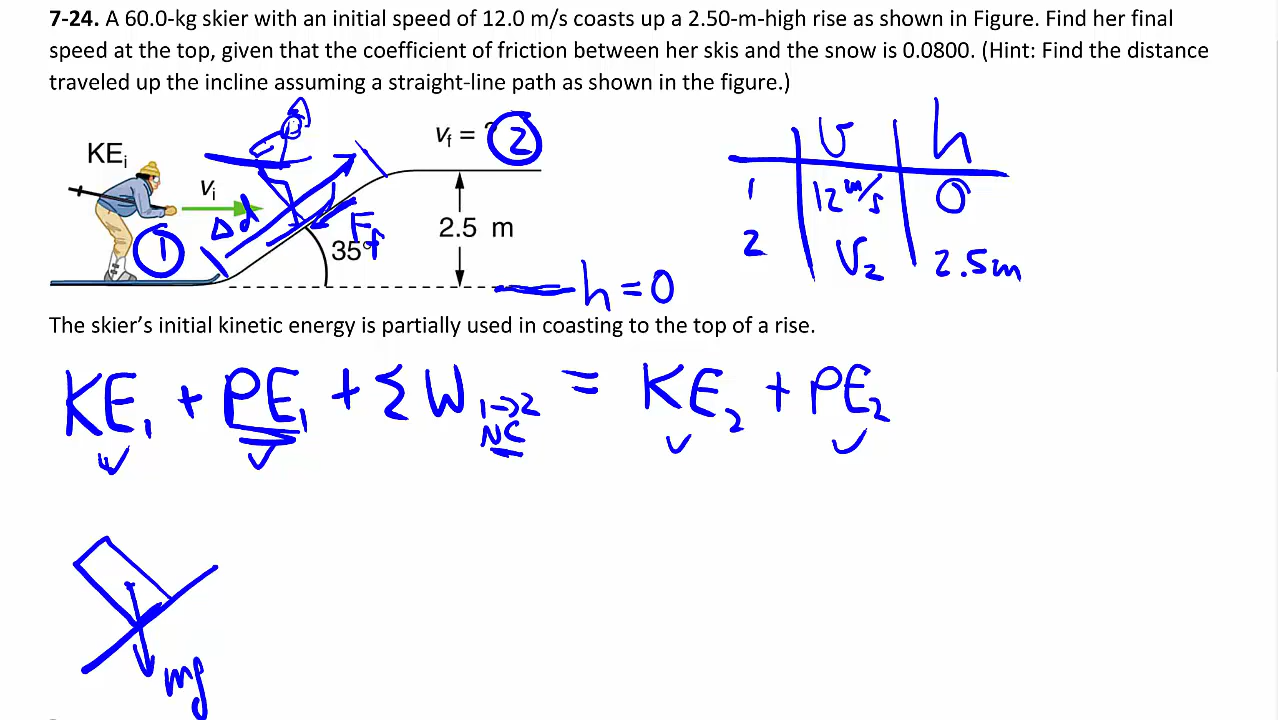 7-24. A 60.0-kg skier with an initial speed of 12.0 m/s coasts up a 2.50-m-high rise as shown in Figure. Find her final
speed at the top, given that the coefficient of friction between her skis and the snow is 0.0800. (Hint: Find the distance
traveled up the incline assuming a straight-line path as shown in the figure.)
v h
KEi
vf = ?
2
1 12 m/s 0
vi
Δd
Ff
1
35°
2.5 m
2 v2 2.5m
h = 0
The skier's initial kinetic energy is partially used in coasting to the top of a rise.
KE1 + PE1 + ΣW1→2 = KE2 + PE2
NC
mg